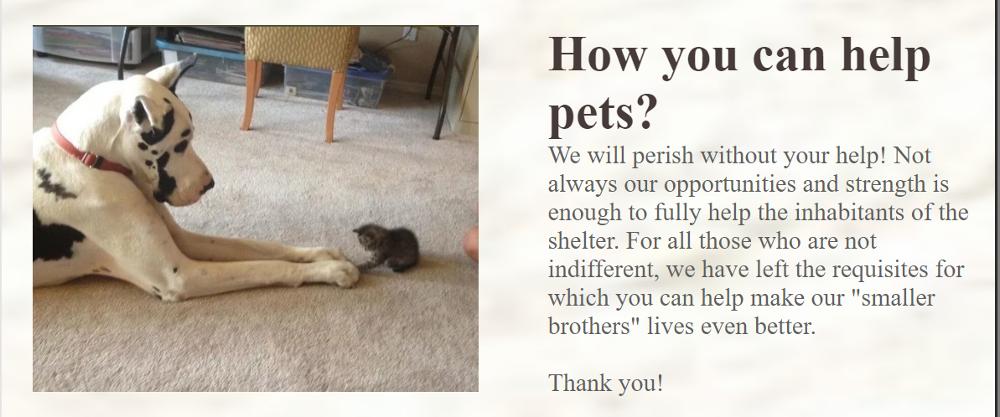 How you can help
pets?
We will perish without your help! Not
always our opportunities and strength is
enough to fully help the inhabitants of the
shelter. For all those who are not
indifferent, we have left the requisites for
which you can help make our "smaller
brothers" lives even better.
Thank you!